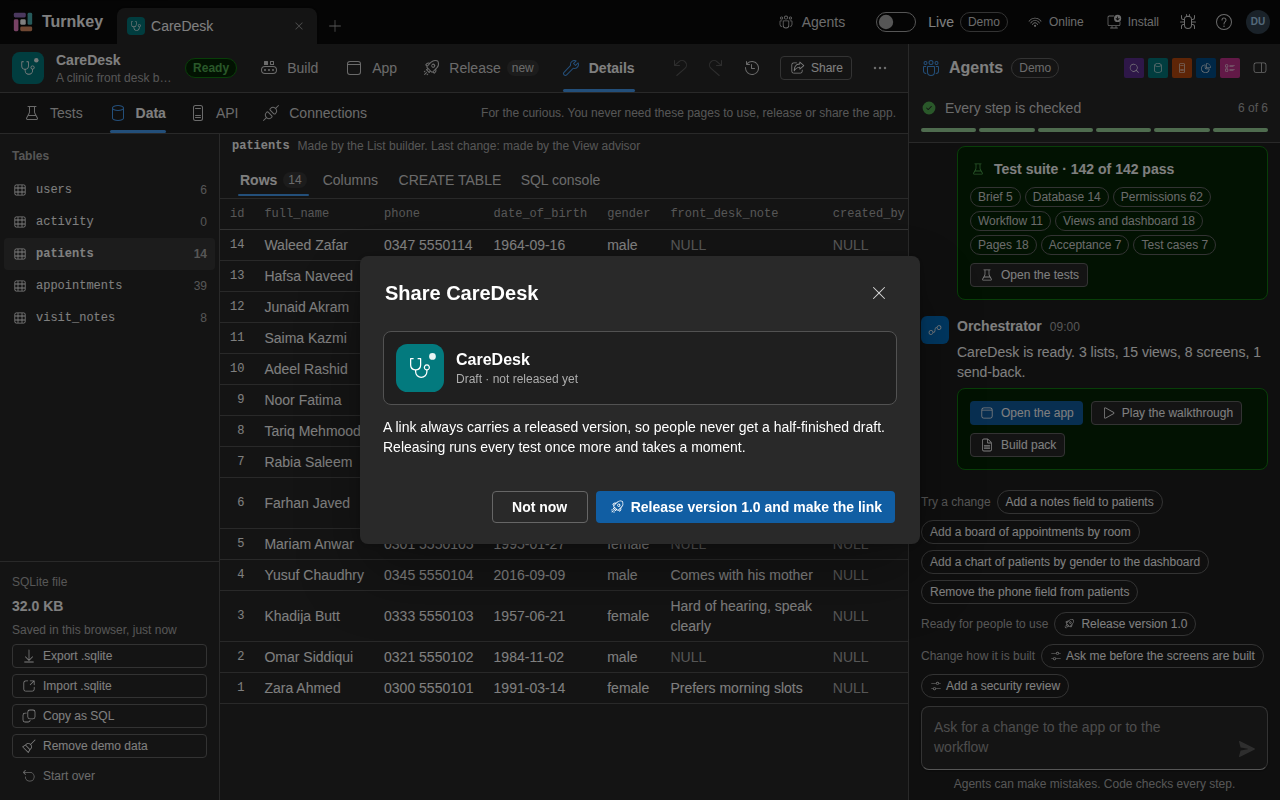 Turnkey
CareDesk
Agents
Live
Demo
Online
Install
DU
CareDesk
A clinic front desk b…
Ready
Build
App
Release new
Details
Share
Agents
Demo
Tests
Data
API
Connections
For the curious. You never need these pages to use, release or share the app.
Every step is checked
6 of 6
Tables
users 6
activity 0
patients 14
appointments 39
visit_notes 8
patients Made by the List builder. Last change: made by the View advisor
Rows 14
Columns
CREATE TABLE
SQL console
id full_name phone date_of_birth gender front_desk_note created_by
14 Waleed Zafar 0347 5550114 1964-09-16 male NULL NULL
13 Hafsa Naveed
12 Junaid Akram
11 Saima Kazmi
10 Adeel Rashid
9 Noor Fatima
8 Tariq Mehmood
7 Rabia Saleem
6 Farhan Javed
5 Mariam Anwar 0301 5550105 1995-01-27 female NULL NULL
4 Yusuf Chaudhry 0345 5550104 2016-09-09 male Comes with his mother NULL
3 Khadija Butt 0333 5550103 1957-06-21 female Hard of hearing, speak clearly NULL
2 Omar Siddiqui 0321 5550102 1984-11-02 male NULL NULL
1 Zara Ahmed 0300 5550101 1991-03-14 female Prefers morning slots NULL
Share CareDesk
CareDesk
Draft · not released yet
A link always carries a released version, so people never get a half-finished draft.
Releasing runs every test once more and takes a moment.
Not now
Release version 1.0 and make the link
SQLite file
32.0 KB
Saved in this browser, just now
Export .sqlite
Import .sqlite
Copy as SQL
Remove demo data
Start over
Test suite · 142 of 142 pass
Brief 5
Database 14
Permissions 62
Workflow 11
Views and dashboard 18
Pages 18
Acceptance 7
Test cases 7
Open the tests
Orchestrator 09:00
CareDesk is ready. 3 lists, 15 views, 8 screens, 1
send-back.
Open the app
Play the walkthrough
Build pack
Try a change
Add a notes field to patients
Add a board of appointments by room
Add a chart of patients by gender to the dashboard
Remove the phone field from patients
Ready for people to use
Release version 1.0
Change how it is built
Ask me before the screens are built
Add a security review
Ask for a change to the app or to the
workflow
Agents can make mistakes. Code checks every step.